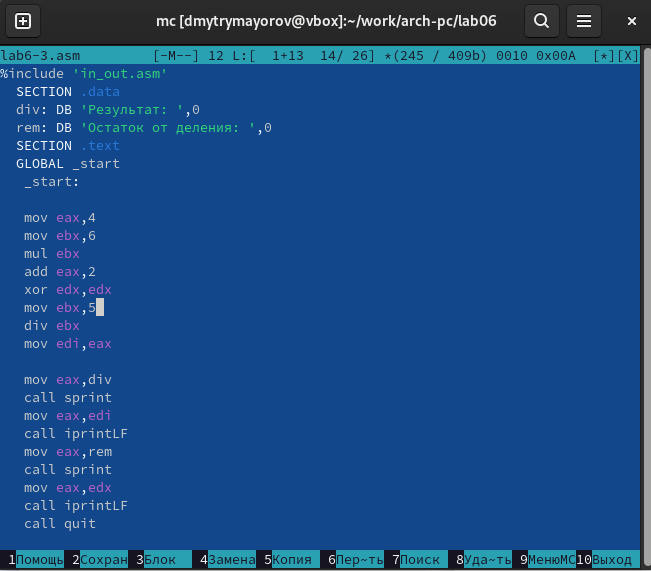 mc [dmytrymayorov@vbox]:~/work/arch-pc/lab06
lab6-3.asm [-M--] 12 L:[ 1+13 14/ 26] *(245 / 409b) 0010 0x00A [*][X]
%include 'in_out.asm'
SECTION .data
div: DB 'Результат: ',0
rem: DB 'Остаток от деления: ',0
SECTION .text
GLOBAL _start
_start:
mov eax,4
mov ebx,6
mul ebx
add eax,2
xor edx,edx
mov ebx,5
div ebx
mov edi,eax
mov eax,div
call sprint
mov eax,edi
call iprintLF
mov eax,rem
call sprint
mov eax,edx
call iprintLF
call quit
1Помощь 2Сохран 3Блок 4Замена 5Копия 6Пер~ть 7Поиск 8Уда~ть 9МенюМС 10Выход